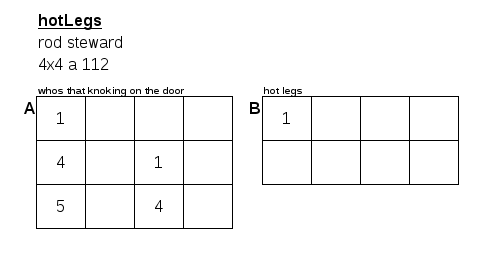 hotLegs
rod steward
4x4 a 112
whos that knoking on the door
A
1
4 1
5 4
hot legs
B
1